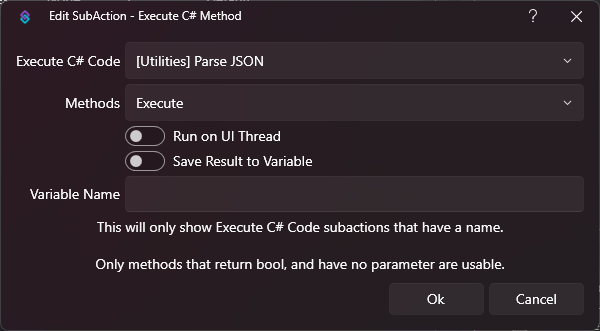 Edit SubAction - Execute C# Method ?
Execute C# Code [Utilities] Parse JSON
Methods Execute
Run on UI Thread
Save Result to Variable
Variable Name
This will only show Execute C# Code subactions that have a name.
Only methods that return bool, and have no parameter are usable.
Ok Cancel